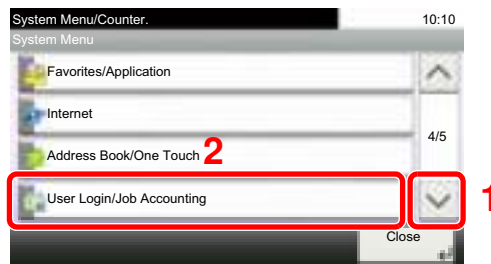 System Menu/Counter. 10:10
System Menu
Favorites/Application
Internet
4/5
Address Book/One Touch 2
User Login/Job Accounting 1
Close